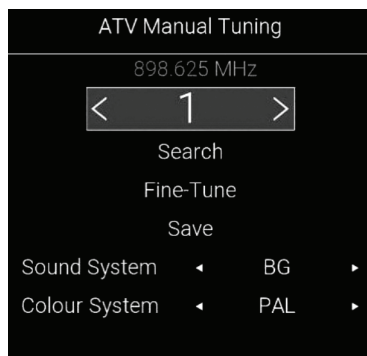 ATV Manual Tuning
898.625 MHz
< 1 >
Search
Fine-Tune
Save
Sound System ◂ BG ▸
Colour System ◂ PAL ▸